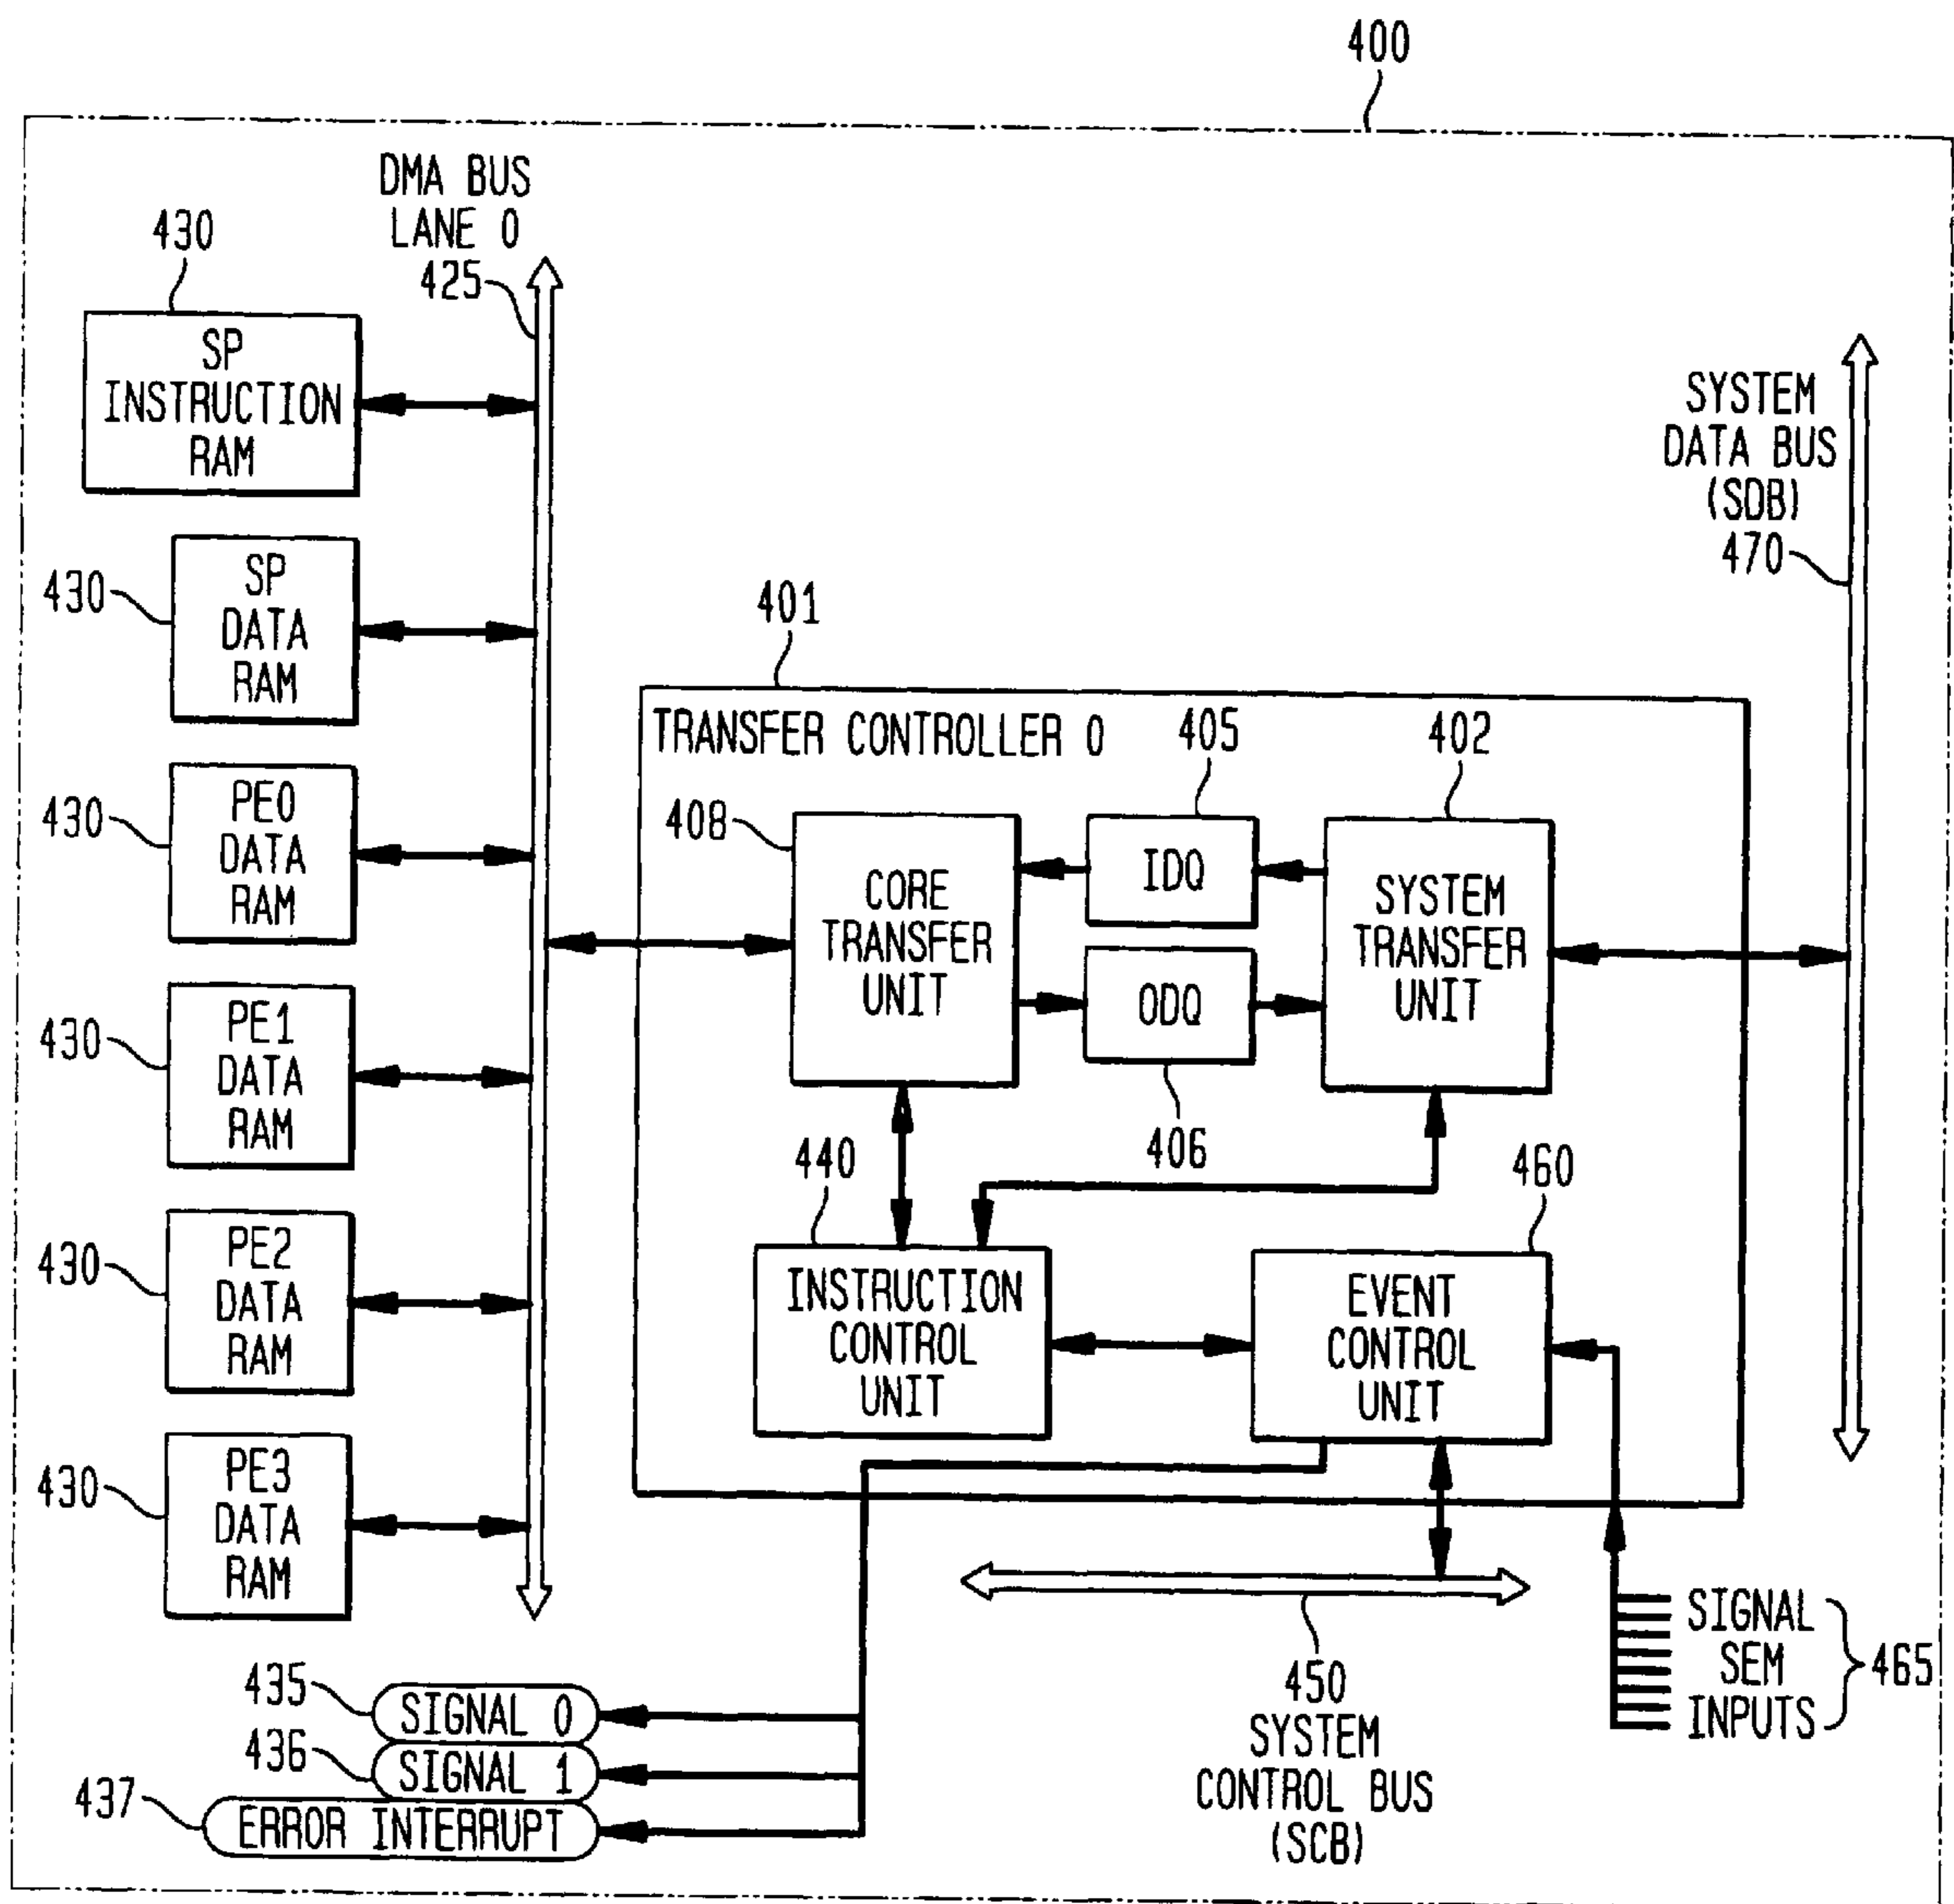 400
DMA BUS
LANE 0
425
430
SP
INSTRUCTION
RAM
SYSTEM
DATA BUS
(SDB)
470
430
SP
DATA
RAM
401
TRANSFER CONTROLLER 0
405
402
430
PE0
DATA
RAM
408
CORE
TRANSFER
UNIT
IDQ
SYSTEM
TRANSFER
UNIT
ODQ
406
430
PE1
DATA
RAM
440
460
430
PE2
DATA
RAM
INSTRUCTION
CONTROL
UNIT
EVENT
CONTROL
UNIT
430
PE3
DATA
RAM
SIGNAL
SEM
INPUTS
465
435
SIGNAL 0
436
SIGNAL 1
437
ERROR INTERRUPT
450
SYSTEM
CONTROL BUS
(SCB)